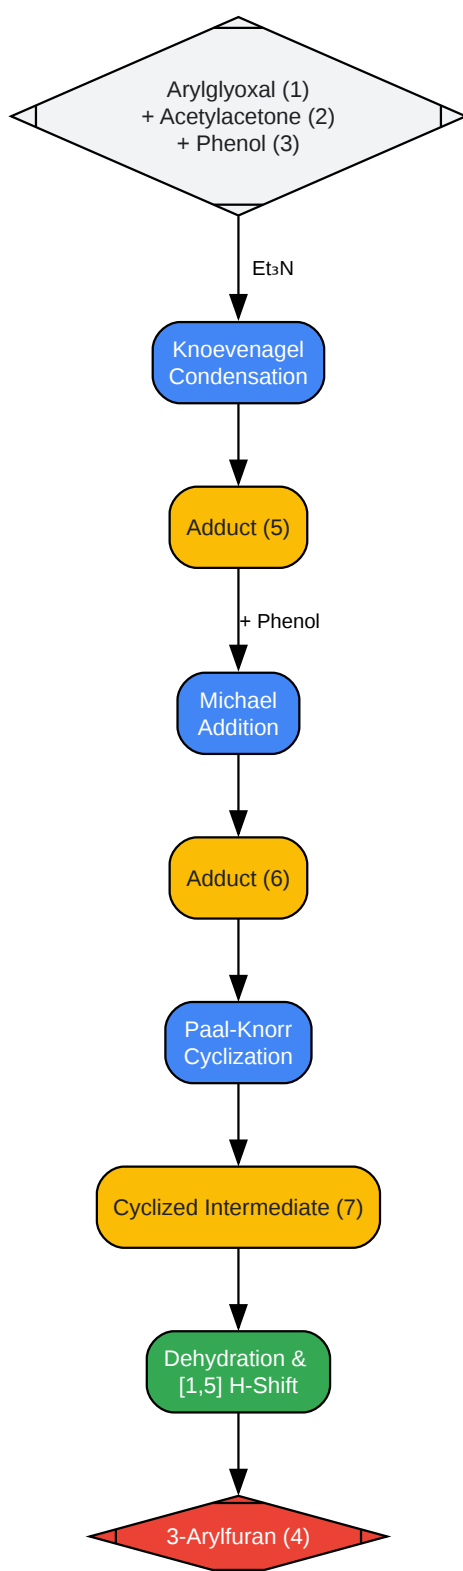 Arylglyoxal (1)
+ Acetylacetone (2)
+ Phenol (3)
Et₃N
Knoevenagel
Condensation
Adduct (5)
+ Phenol
Michael
Addition
Adduct (6)
Paal-Knorr
Cyclization
Cyclized Intermediate (7)
Dehydration &
[1,5] H-Shift
3-Arylfuran (4)